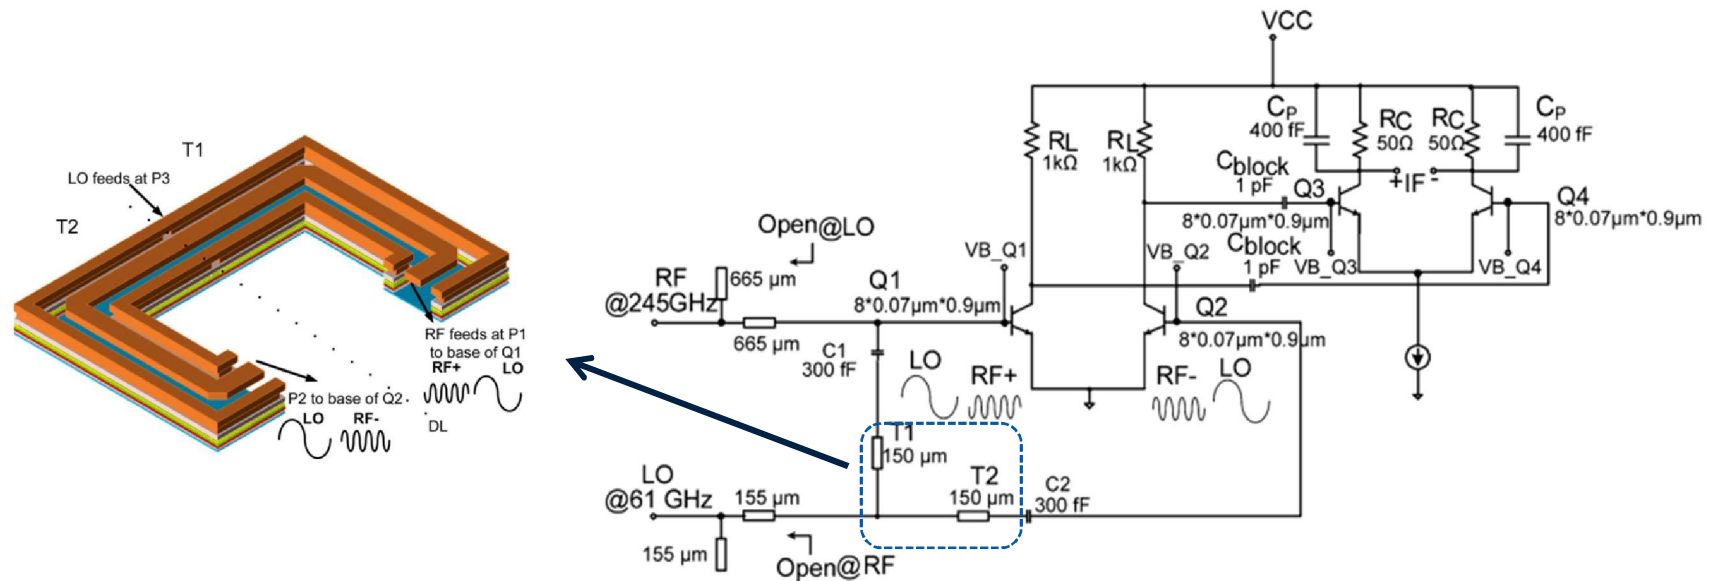 T1
LO feeds at P3
T2
RF feeds at P1
to base of Q1
RF+ LO
P2 to base of Q2
LO RF-
DL
VCC
CP
400 fF
RC
50Ω
RC
50Ω
CP
400 fF
RL
1kΩ
RL
1kΩ
Cblock
1 pF
Q3
+IF-
Q4
8*0.07µm*0.9µm
8*0.07µm*0.9µm
Open@LO
VB_Q1
VB_Q2
Cblock
1 pF
VB_Q3
VB_Q4
RF
@245GHz
665 µm
Q1
8*0.07µm*0.9µm
Q2
8*0.07µm*0.9µm
665 µm
C1
300 fF
LO
RF+
RF-
LO
T1
150 µm
LO
@61 GHz
155 µm
T2
150 µm
C2
300 fF
155 µm
Open@RF